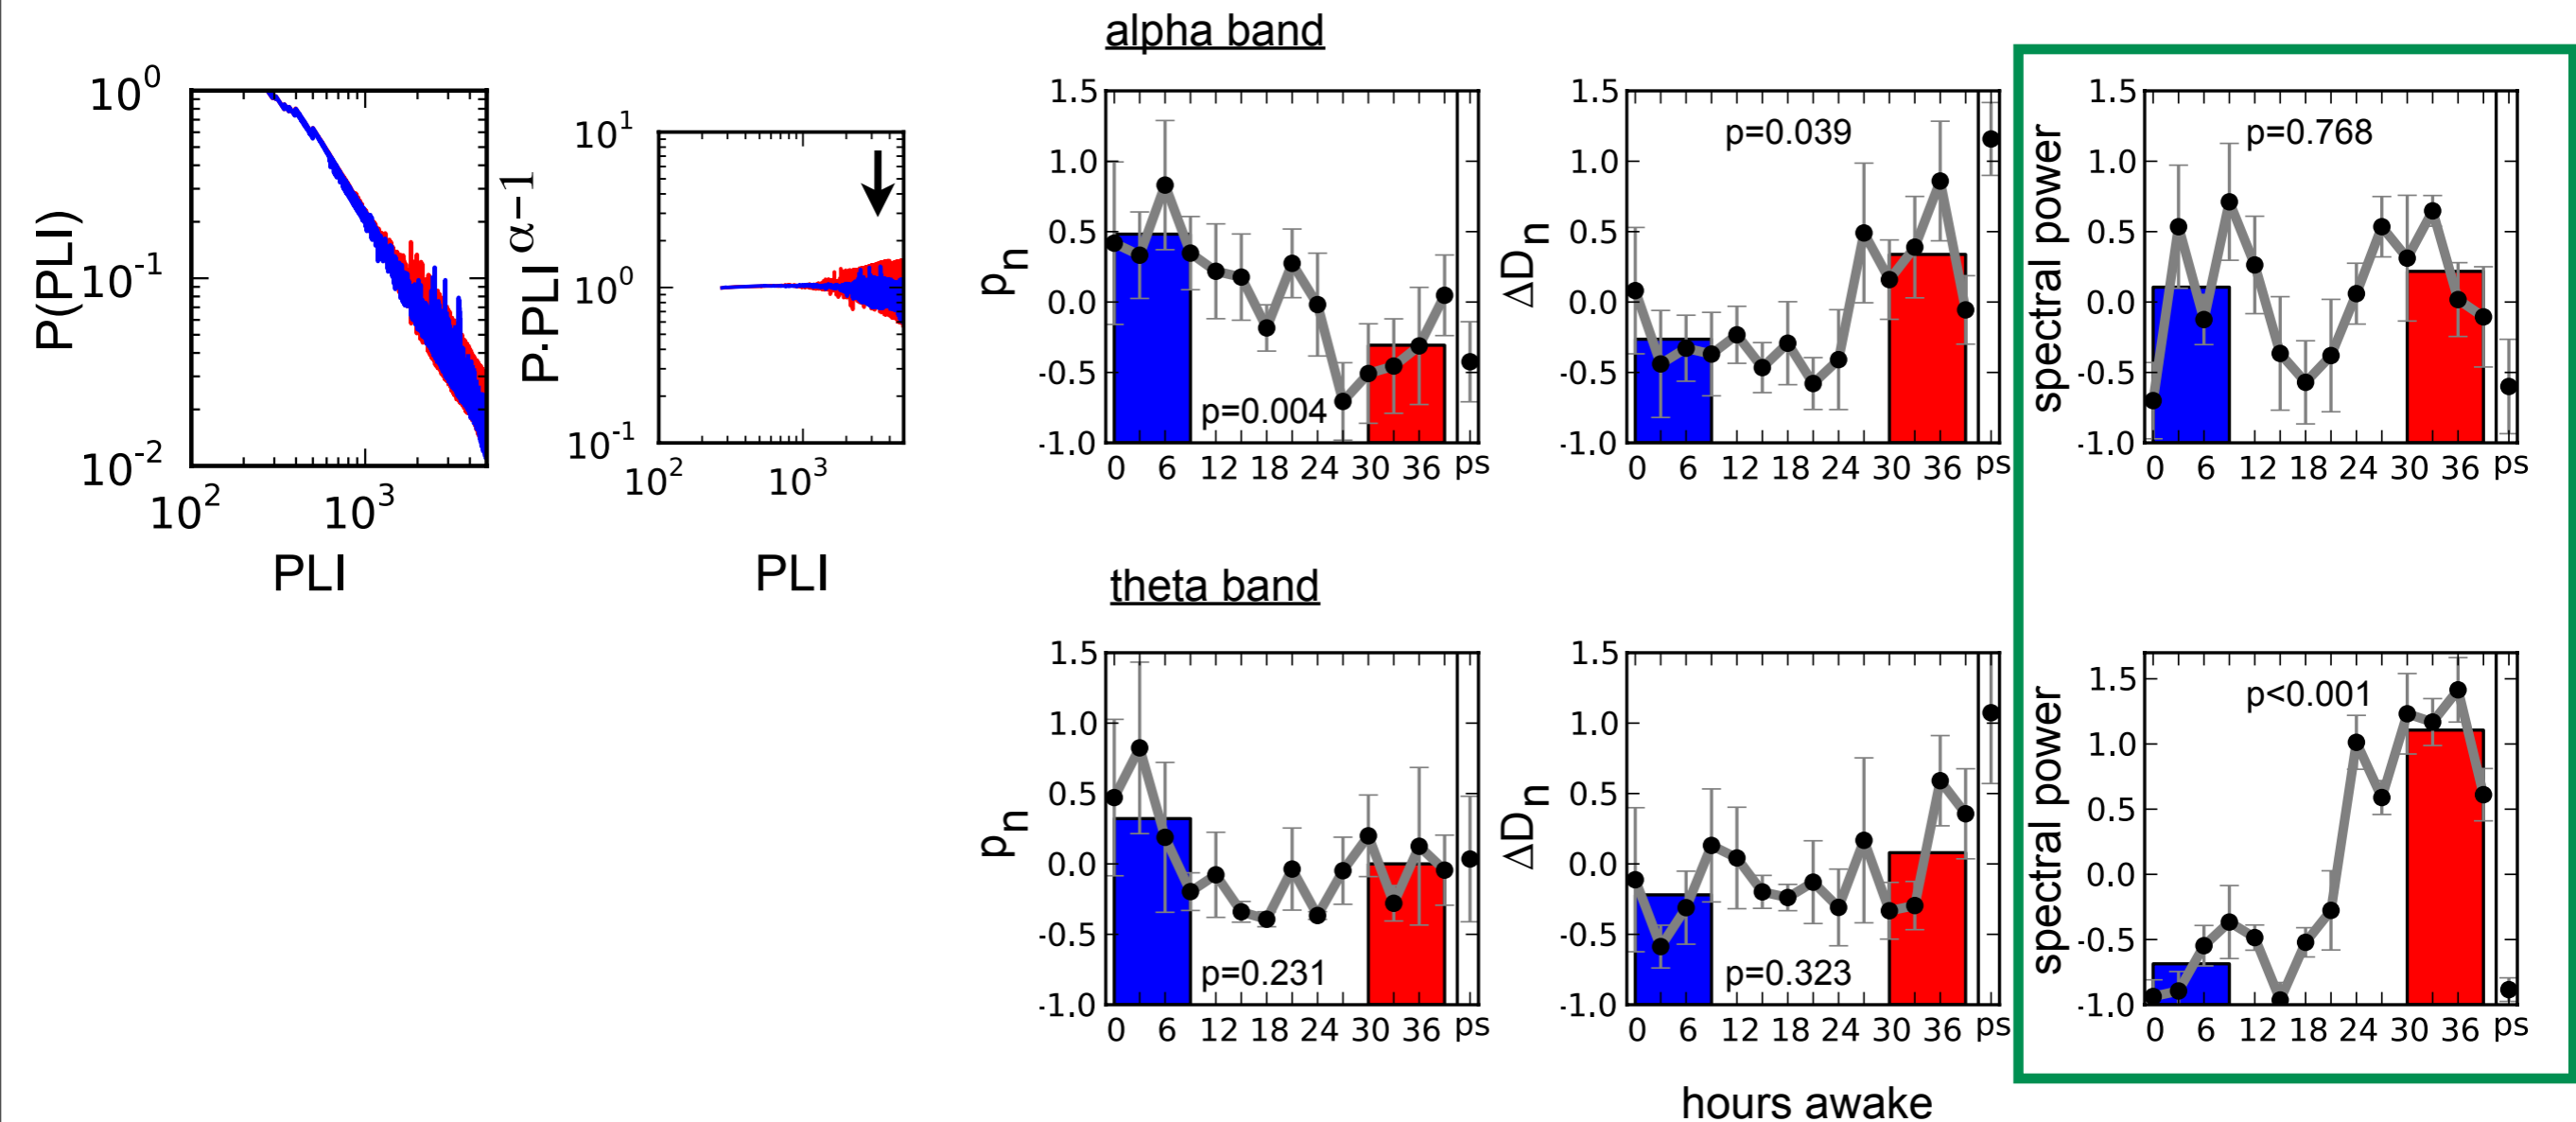 P(PLI)
10^0
10^-1
10^-2
10^2
10^3
PLI
P·PLI^α−1
10^1
10^0
10^-1
10^2
10^3
PLI
alpha band
p_n
1.5
1.0
0.5
0.0
-0.5
-1.0
p=0.004
0 6 12 18 24 30 36 ps
ΔD_n
1.5
1.0
0.5
0.0
-0.5
-1.0
p=0.039
0 6 12 18 24 30 36 ps
spectral power
1.5
1.0
0.5
0.0
-0.5
-1.0
p=0.768
0 6 12 18 24 30 36 ps
theta band
p_n
1.5
1.0
0.5
0.0
-0.5
-1.0
p=0.231
0 6 12 18 24 30 36 ps
ΔD_n
1.5
1.0
0.5
0.0
-0.5
-1.0
p=0.323
0 6 12 18 24 30 36 ps
spectral power
1.5
1.0
0.5
0.0
-0.5
-1.0
p<0.001
0 6 12 18 24 30 36 ps
hours awake